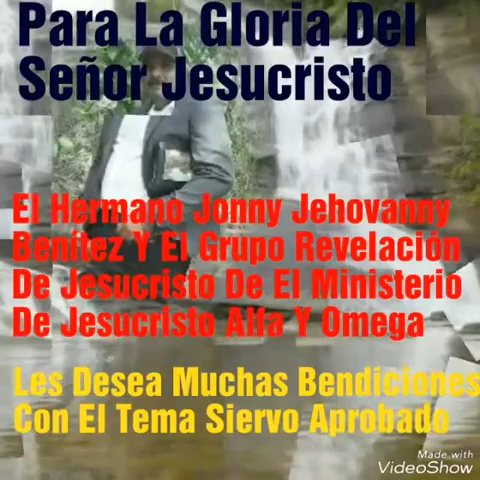 Para La Gloria Del
Señor Jesucristo
El Hermano Jonny Jehovanny
Benítez Y El Grupo Revelación
De Jesucristo De El Ministerio
De Jesucristo Alfa Y Omega
Les Desea Muchas Bendiciones
Con El Tema Siervo Aprobado
Made with
VideoShow